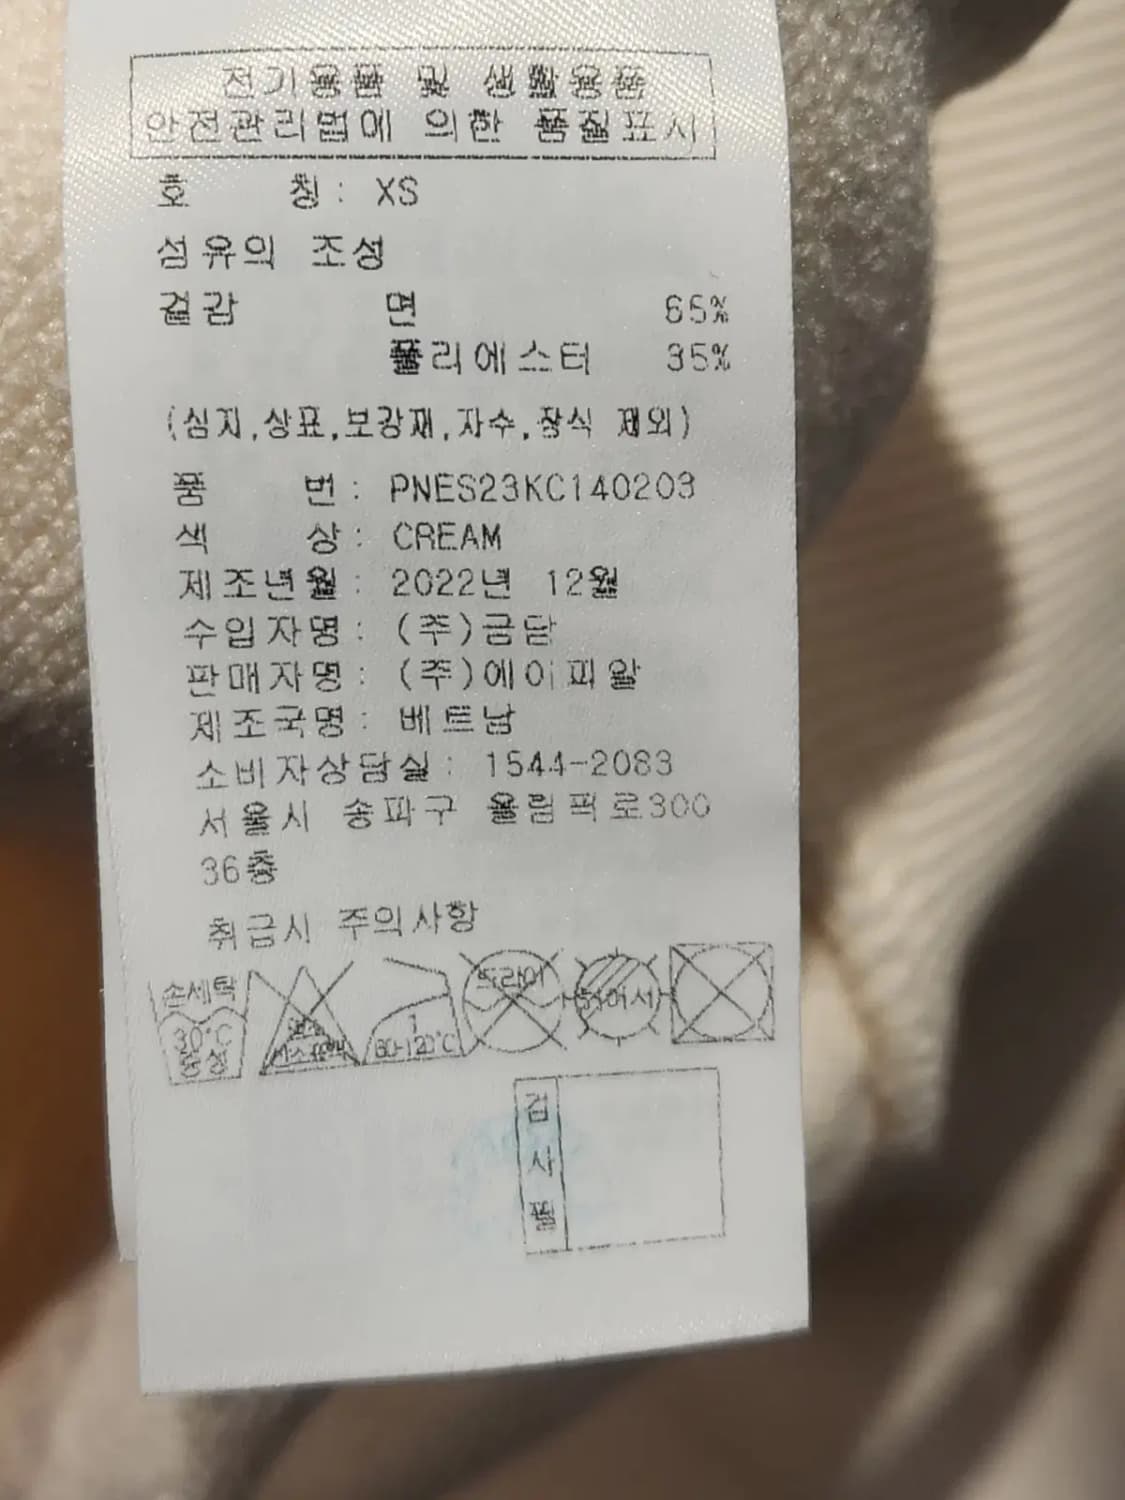 전기용품 및 생활용품
안전관리법에 의한 품질표시
호 칭: XS
섬유의 조성
겉감 면 65%
폴리에스터 35%
(심지,상표,보강재,자수,장식 제외)
품 번: PNES23KC140203
색 상: CREAM
제조년월: 2022년 12월
수입자명: (주)금담
판매자명: (주)에이피알
제조국명: 베트남
소비자상담실: 1544-2083
서울시 송파구 올림픽로300
36층
취급시 주의사항
손세탁
30°C
중성
80-120°C
드라이
검
사
필